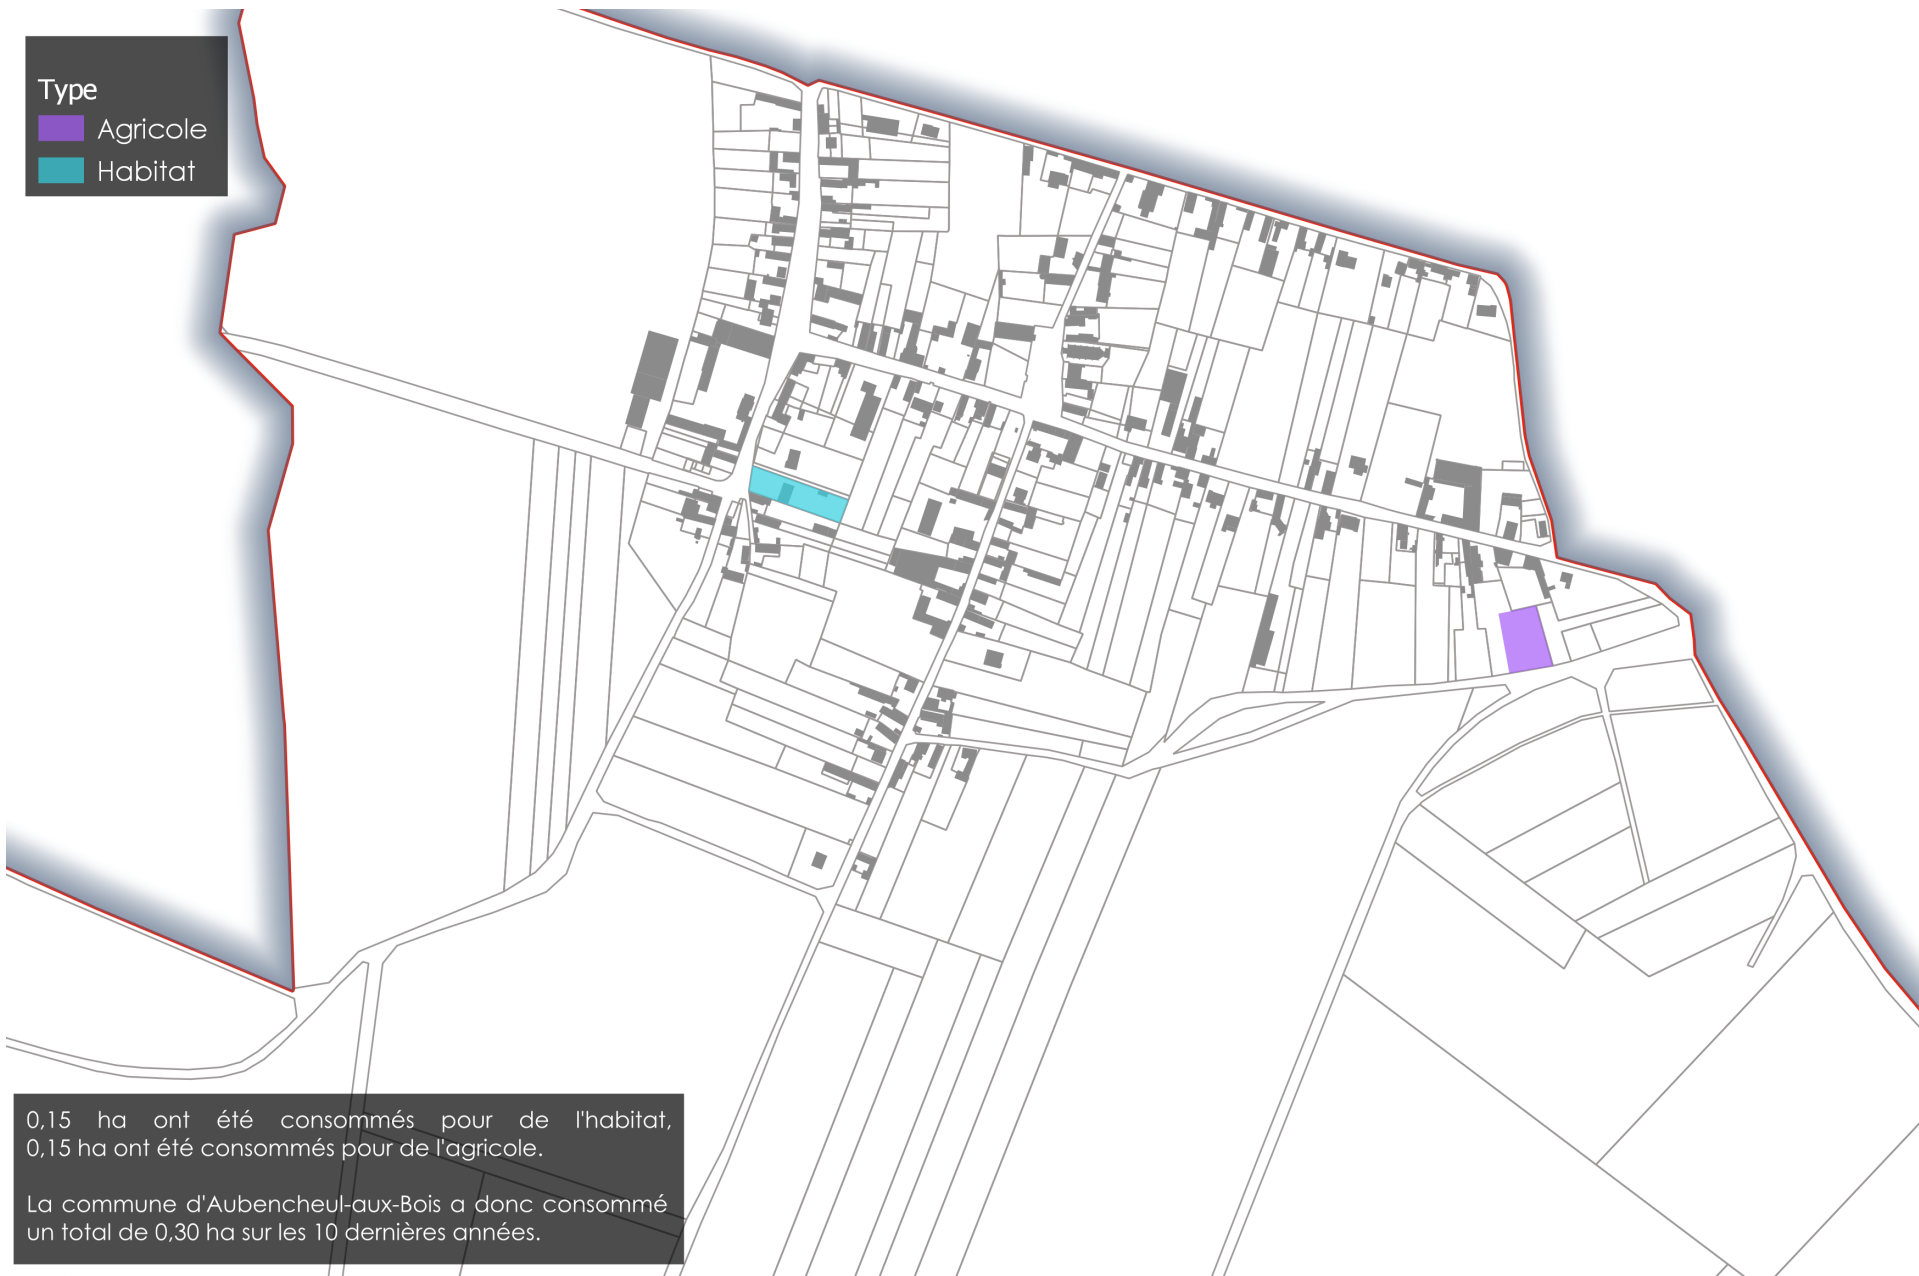 Type
Agricole
Habitat
0,15 ha ont été consommés pour de l'habitat,
0,15 ha ont été consommés pour de l'agricole.
La commune d'Aubencheul-aux-Bois a donc consommé
un total de 0,30 ha sur les 10 dernières années.